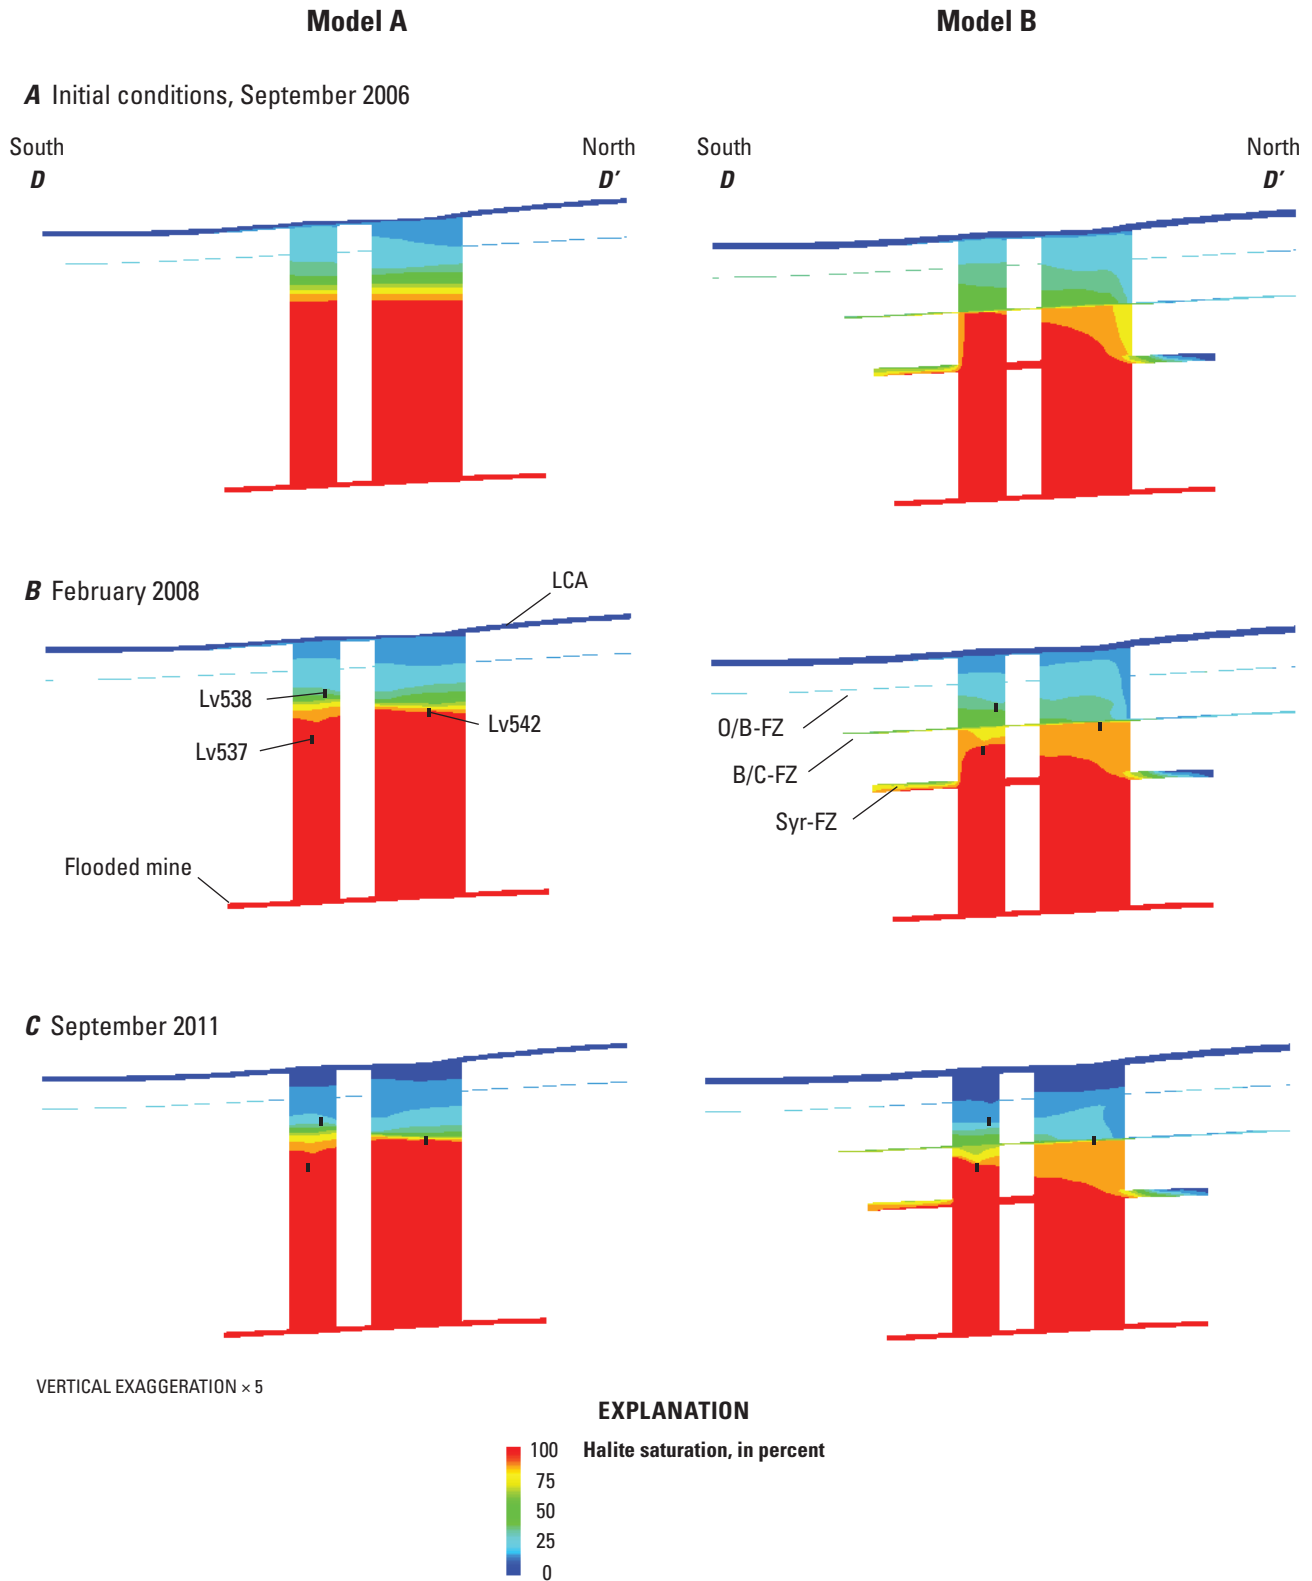 Model A
Model B
A Initial conditions, September 2006
South
North
South
North
D
D′
D
D′
B February 2008
LCA
Lv538
Lv542
Lv537
O/B-FZ
B/C-FZ
Syr-FZ
Flooded mine
C September 2011
VERTICAL EXAGGERATION × 5
EXPLANATION
100 Halite saturation, in percent
75
50
25
0